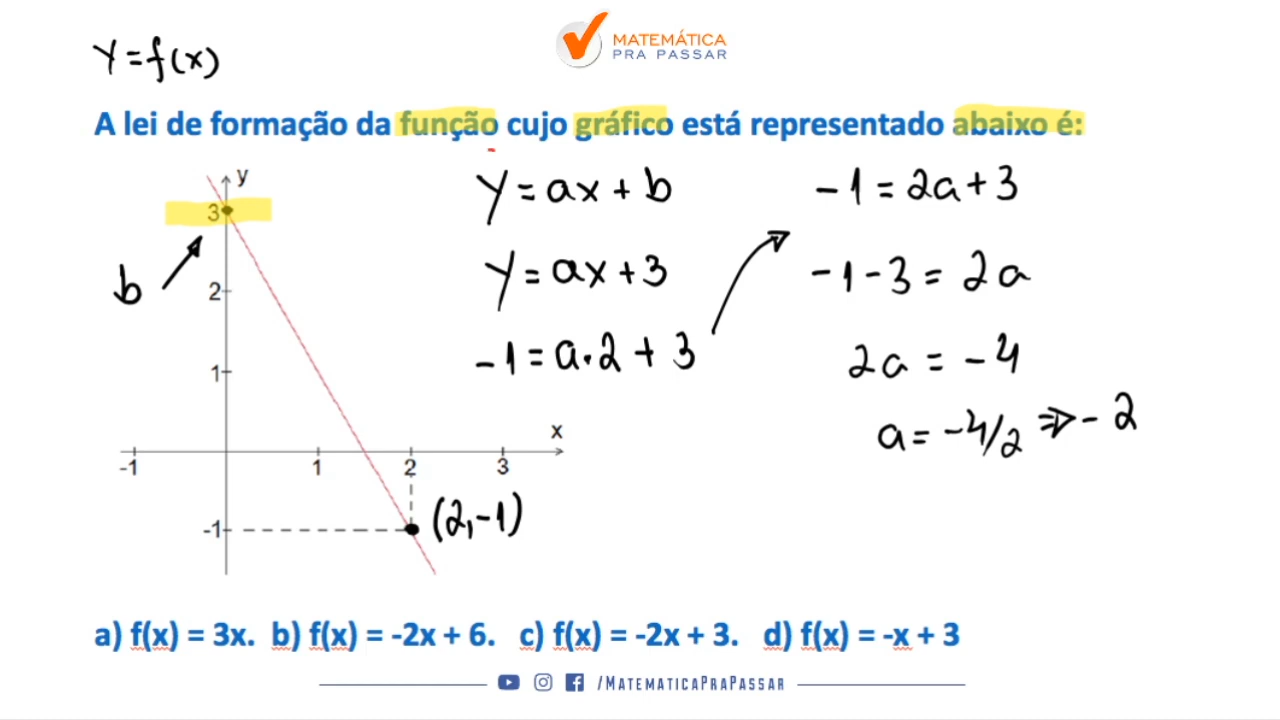 Y = f(x)
MATEMÁTICA
PRA PASSAR
A lei de formação da função cujo gráfico está representado abaixo é:
y
3
b
2
1
x
-1 1 2 3
-1
(2,-1)
Y = ax + b
Y = ax + 3
-1 = a.2 + 3
-1 = 2a + 3
-1 - 3 = 2a
2a = -4
a = -4/2 ⇒ -2
a) f(x) = 3x. b) f(x) = -2x + 6. c) f(x) = -2x + 3. d) f(x) = -x + 3
/MATEMATICAPRAPASSAR